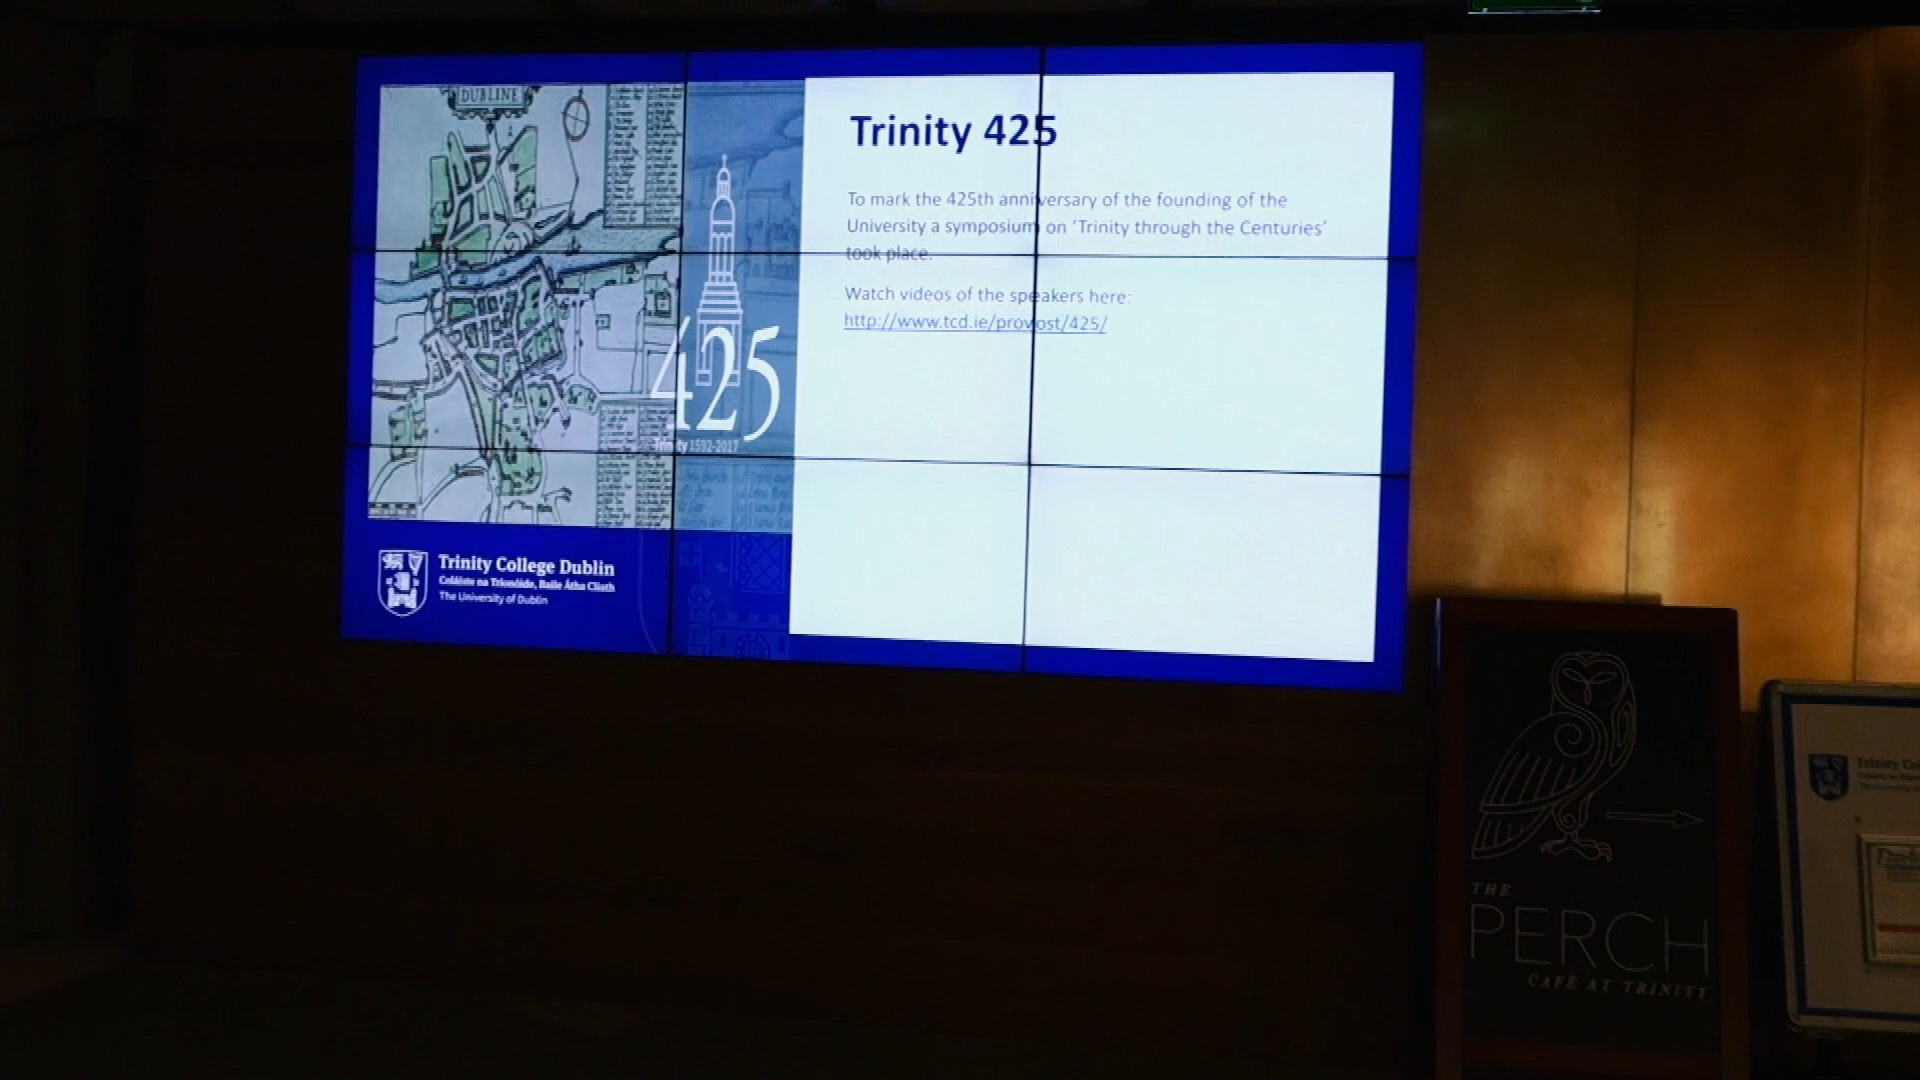 DUBLINE
Trinity 425
To mark the 425th anniversary of the founding of the
University a symposium on ‘Trinity through the Centuries’
took place.
Watch videos of the speakers here:
http://www.tcd.ie/provost/425/
425
Trinity 1592-2017
Trinity College Dublin
Coláiste na Tríonóide, Baile Átha Cliath
The University of Dublin
THE
PERCH
CAFÉ AT TRINITY
Trinity Co